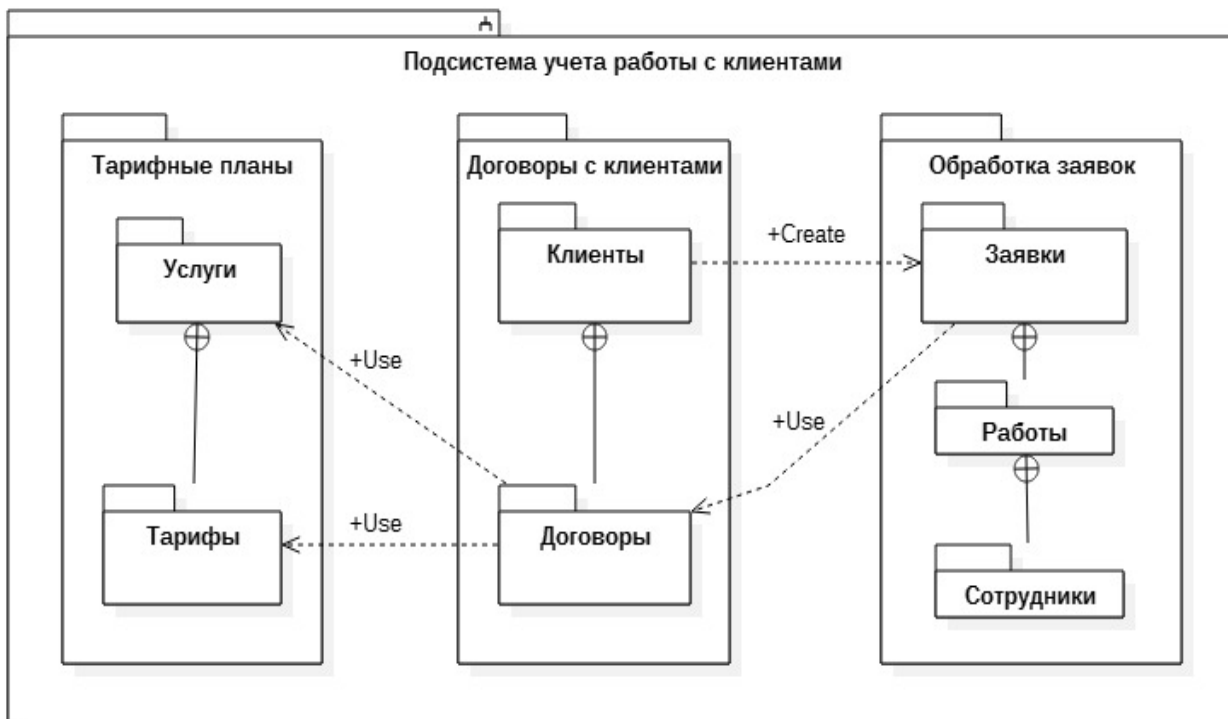 Подсистема учета работы с клиентами
Тарифные планы
Договоры с клиентами
Обработка заявок
Услуги
Клиенты
+Create
Заявки
+Use
+Use
Работы
Тарифы
+Use
Договоры
Сотрудники